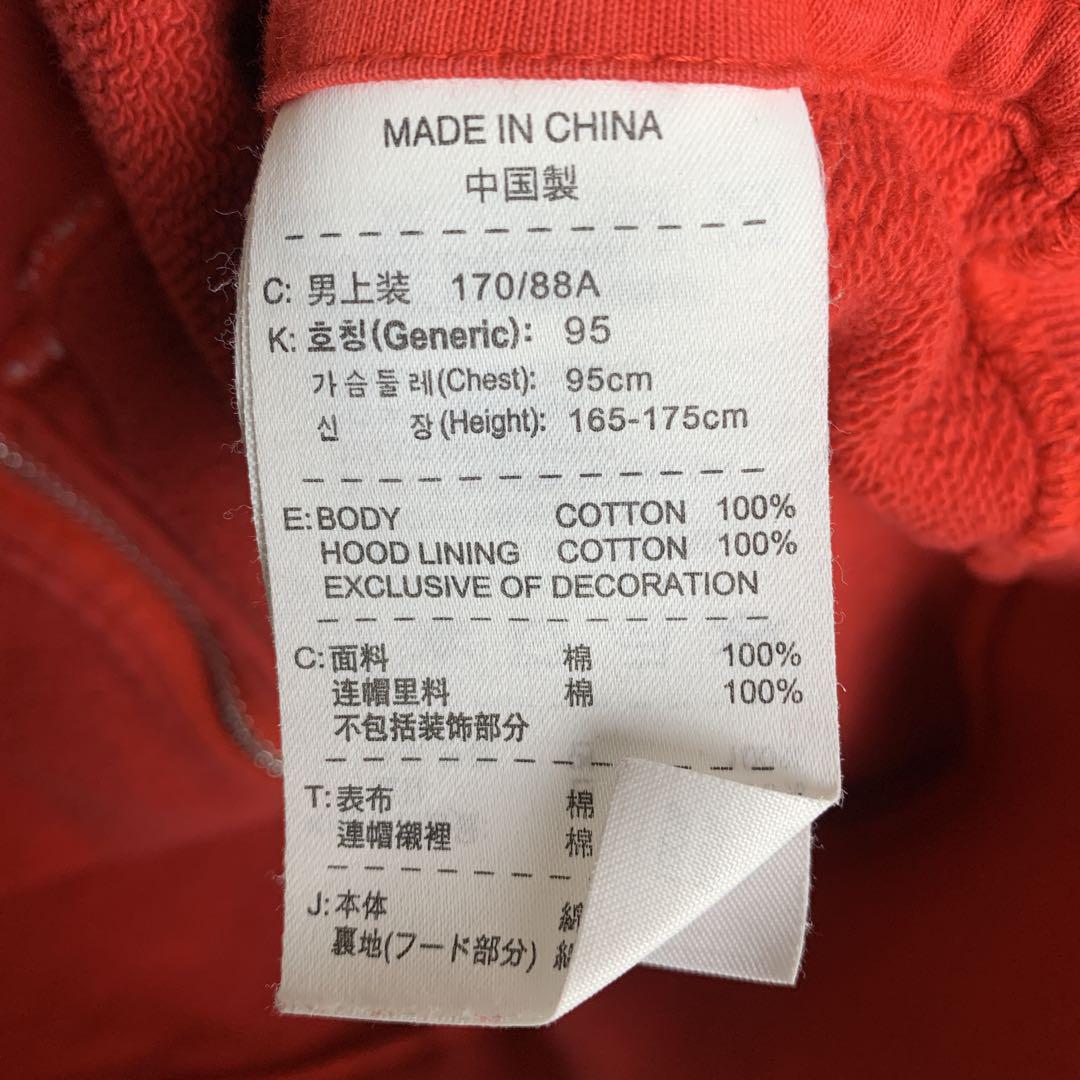 MADE IN CHINA
中国製
C: 男上装 170/88A
K: 호칭(Generic): 95
가슴둘레(Chest): 95cm
신 장(Height): 165-175cm
E: BODY COTTON 100%
HOOD LINING COTTON 100%
EXCLUSIVE OF DECORATION
C: 面料 棉 100%
连帽里料 棉 100%
不包括装饰部分
T: 表布 棉
連帽襯裡 棉
J: 本体 綿
裏地(フード部分)